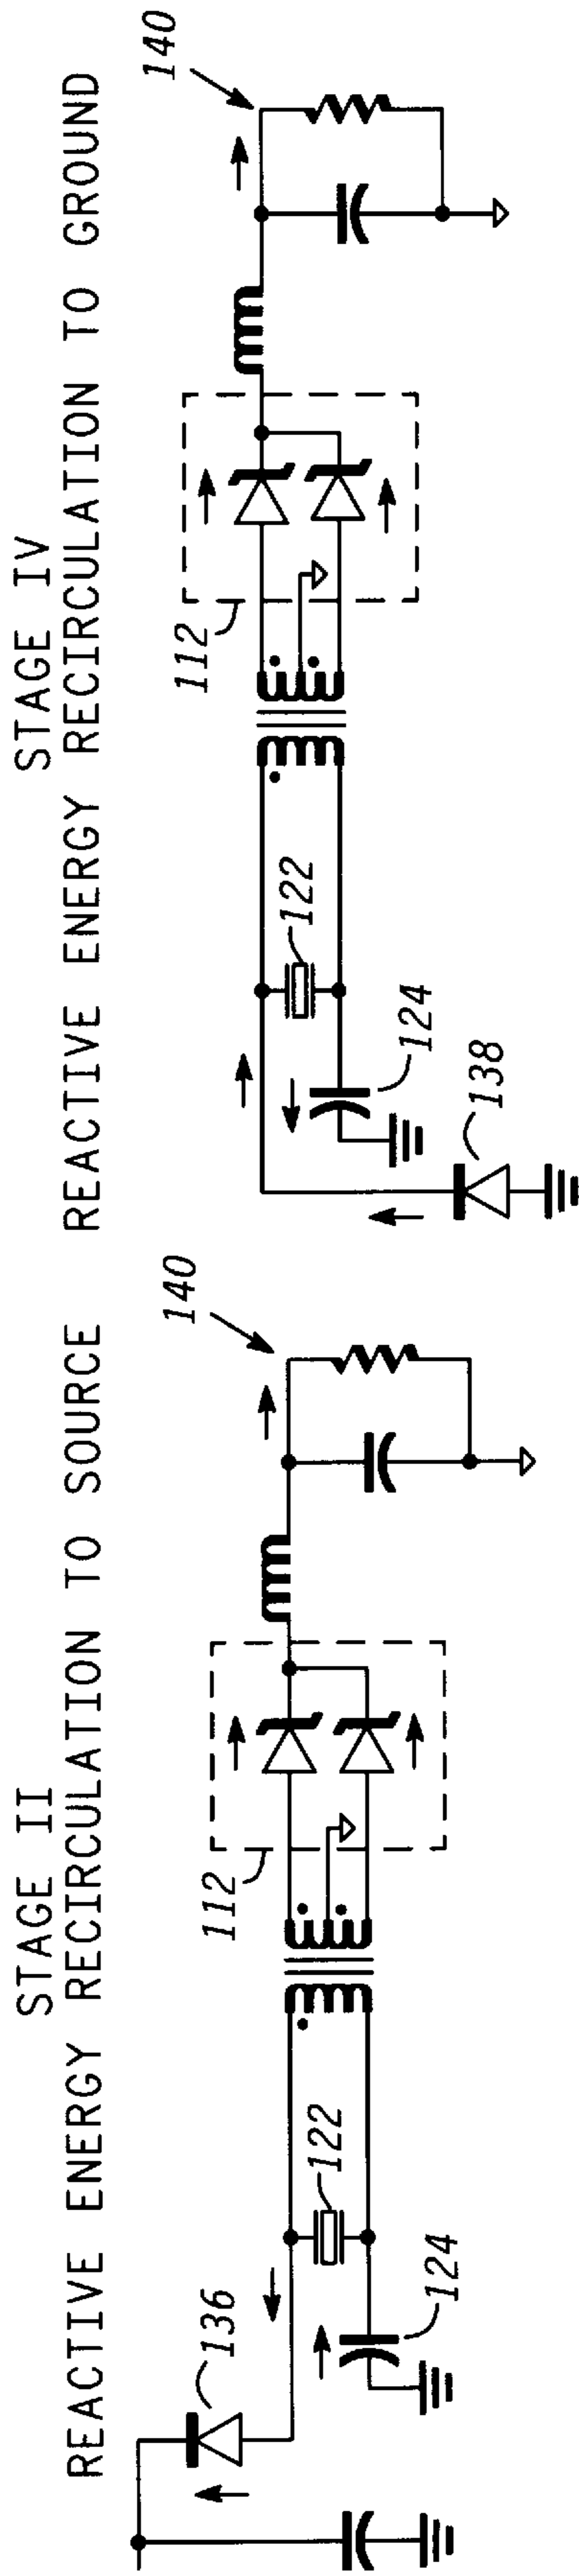 STAGE II
REACTIVE ENERGY RECIRCULATION TO SOURCE
136
122
124
112
140
STAGE IV
REACTIVE ENERGY RECIRCULATION TO GROUND
122
124
138
112
140